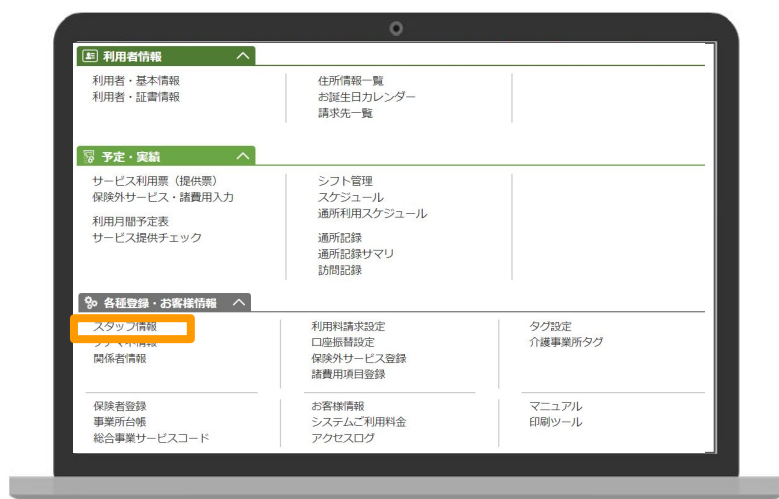 利用者情報
利用者・基本情報
利用者・証書情報
住所情報一覧
お誕生日カレンダー
請求先一覧
予定・実績
サービス利用票（提供票）
保険外サービス・諸費用入力
利用月間予定表
サービス提供チェック
シフト管理
スケジュール
通所利用スケジュール
通所記録
通所記録サマリ
訪問記録
各種登録・お客様情報
スタッフ情報
ケアマネ情報
関係者情報
利用料請求設定
口座振替設定
保険外サービス登録
諸費用項目登録
タグ設定
介護事業所タグ
保険者登録
事業所台帳
総合事業サービスコード
お客様情報
システムご利用料金
アクセスログ
マニュアル
印刷ツール